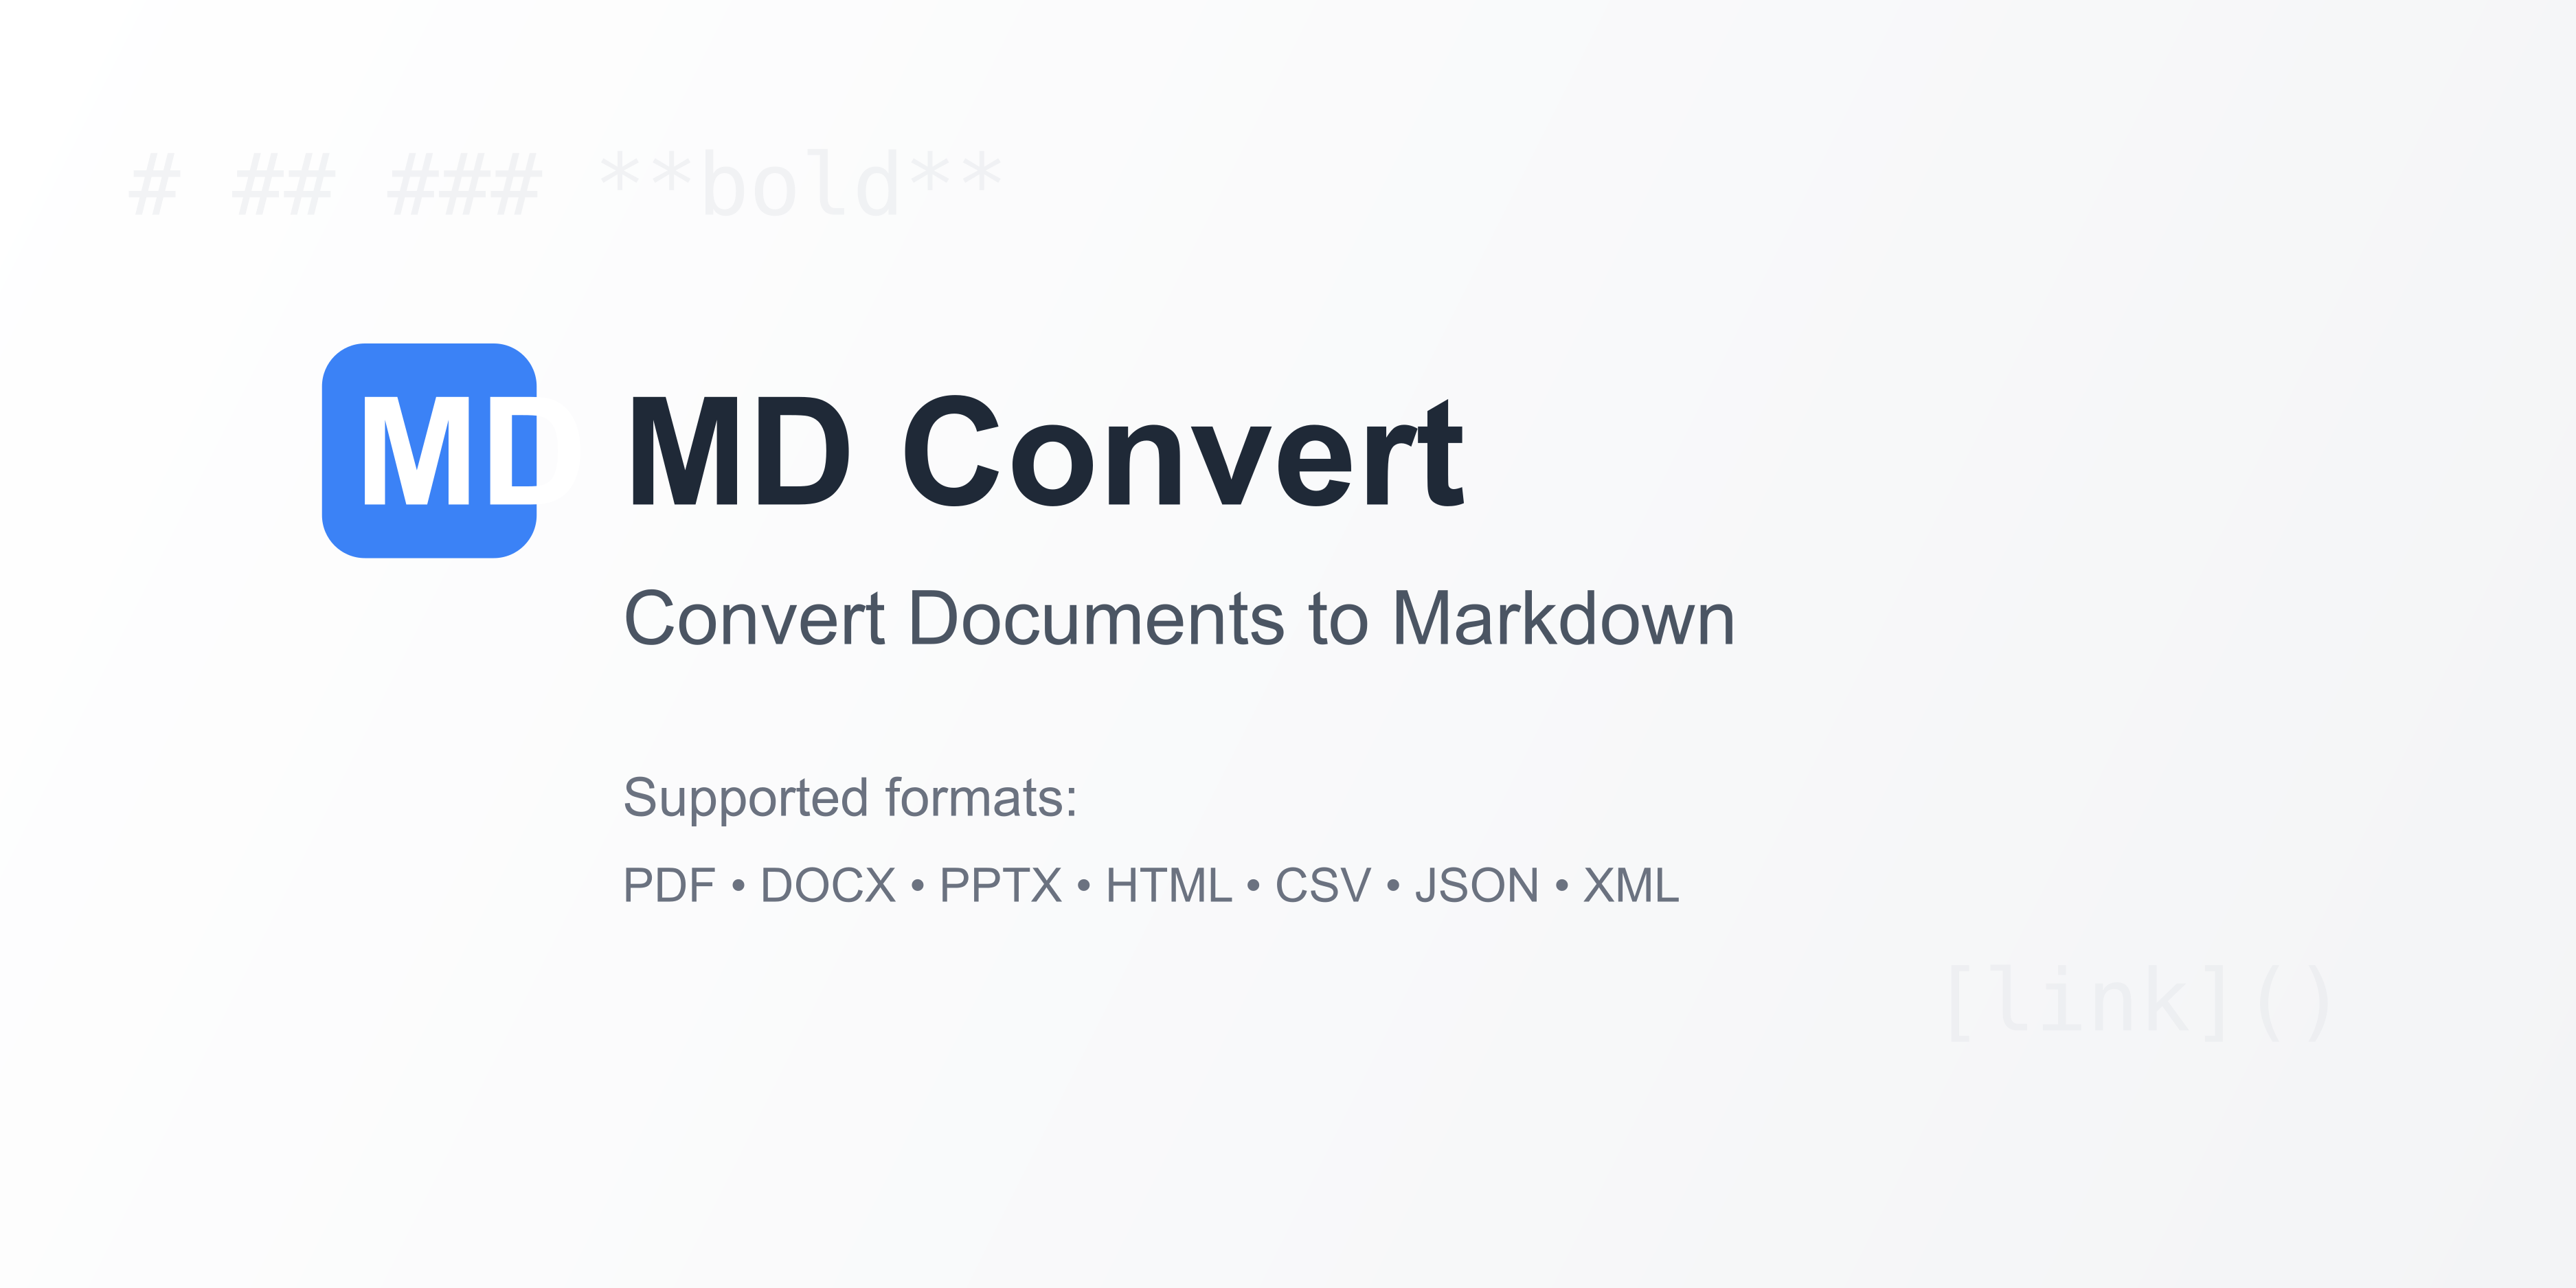 # ## ### **bold**
MD MD Convert
Convert Documents to Markdown
Supported formats:
PDF • DOCX • PPTX • HTML • CSV • JSON • XML
[link]()